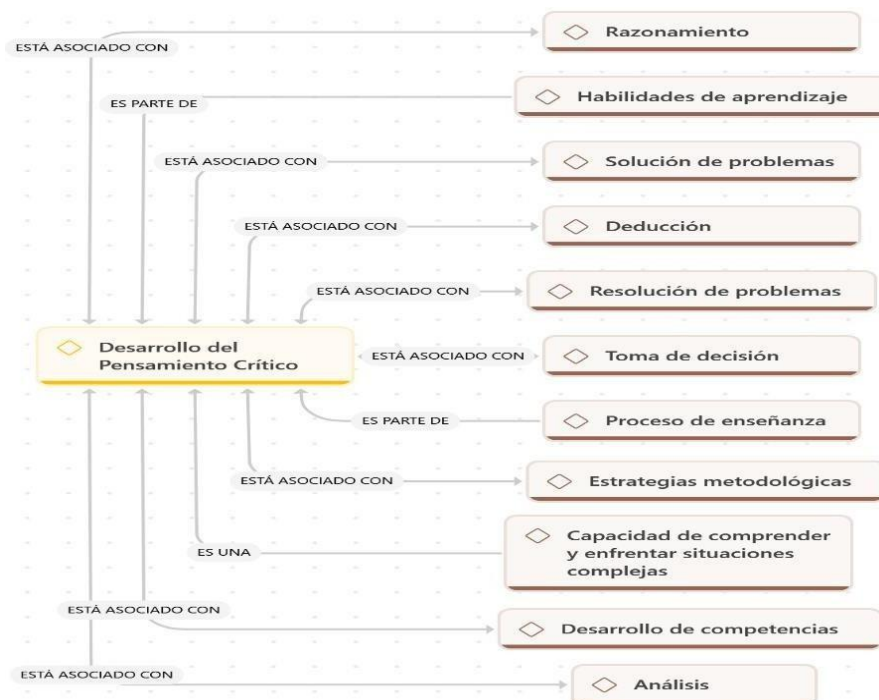 Razonamiento
ESTÁ ASOCIADO CON
Habilidades de aprendizaje
ES PARTE DE
ESTÁ ASOCIADO CON
Solución de problemas
Deducción
ESTÁ ASOCIADO CON
ESTÁ ASOCIADO CON
Resolución de problemas
Desarrollo del
Pensamiento Crítico
ESTÁ ASOCIADO CON
Toma de decisión
ES PARTE DE
Proceso de enseñanza
ESTÁ ASOCIADO CON
Estrategias metodológicas
ES UNA
Capacidad de comprender
y enfrentar situaciones
complejas
ESTÁ ASOCIADO CON
Desarrollo de competencias
ESTÁ ASOCIADO CON
Análisis